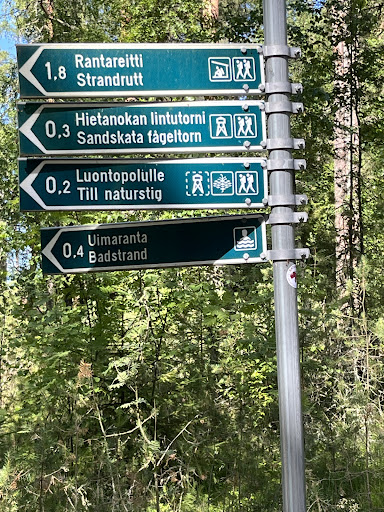 1.8 Rantareitti
Strandrutt
0,3 Hietanokan lintutorni
Sandskata fågeltorn
0,2 Luontopolulle
Till naturstig
0,4 Uimaranta
Badstrand